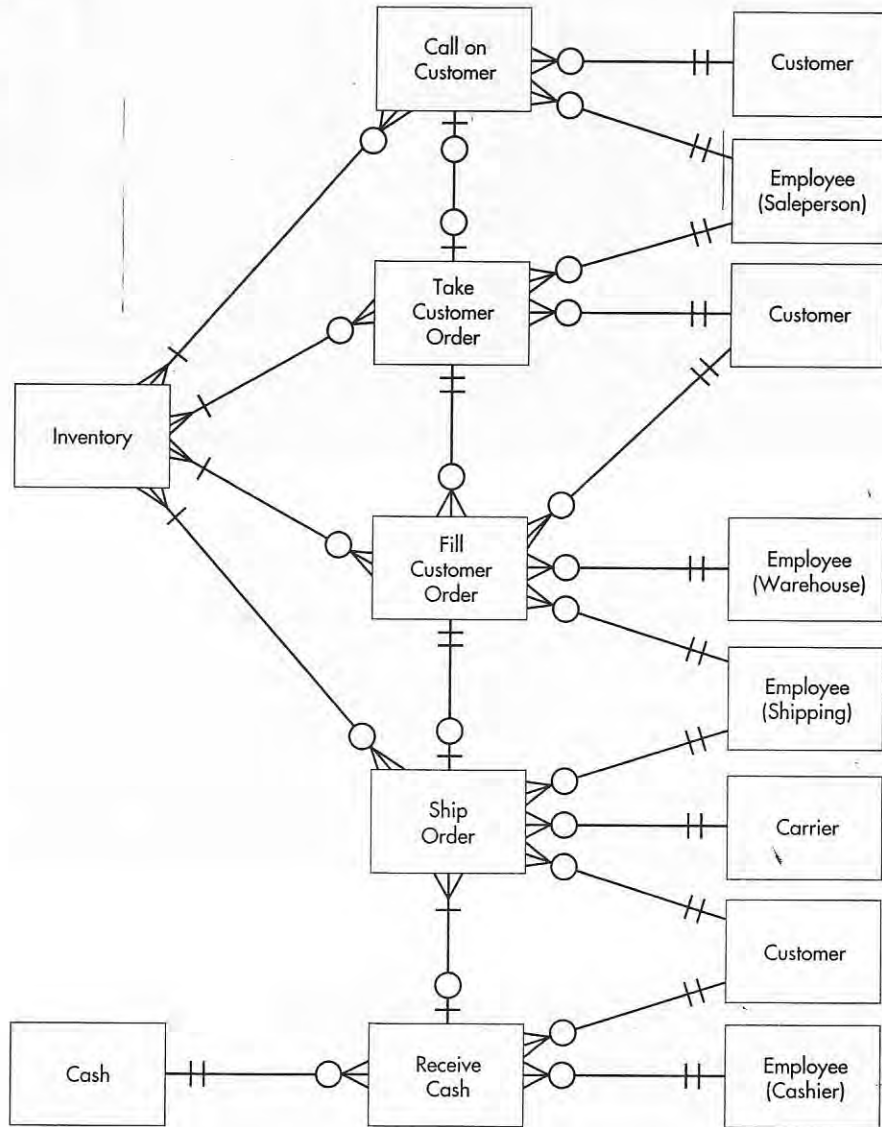 Call on
Customer
Customer
Employee
(Saleperson)
Take
Customer
Order
Customer
Inventory
Fill
Customer
Order
Employee
(Warehouse)
Employee
(Shipping)
Ship
Order
Carrier
Customer
Cash
Receive
Cash
Employee
(Cashier)